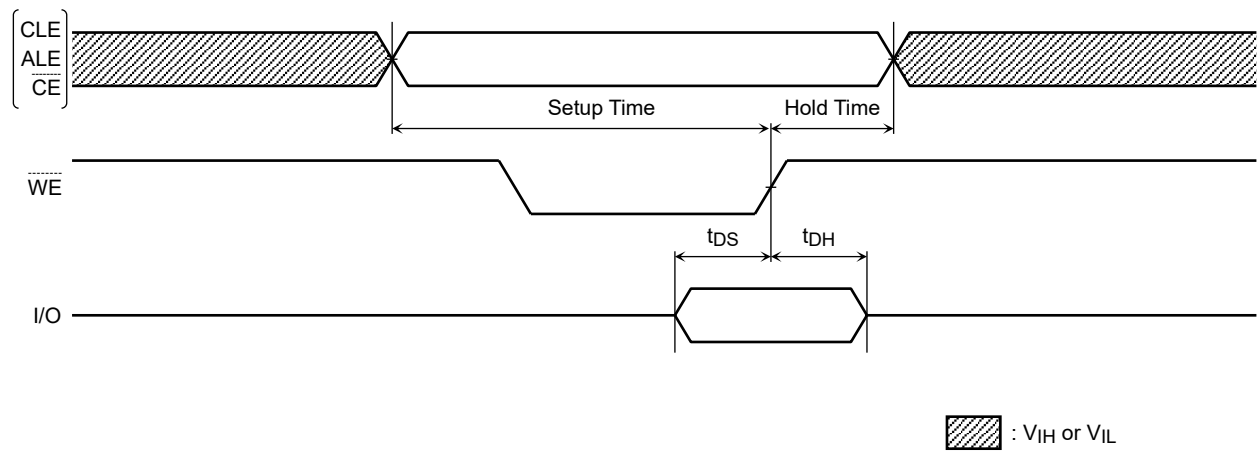 CLE
ALE
CE
Setup Time
Hold Time
WE
tDS
tDH
I/O
: VIH or VIL